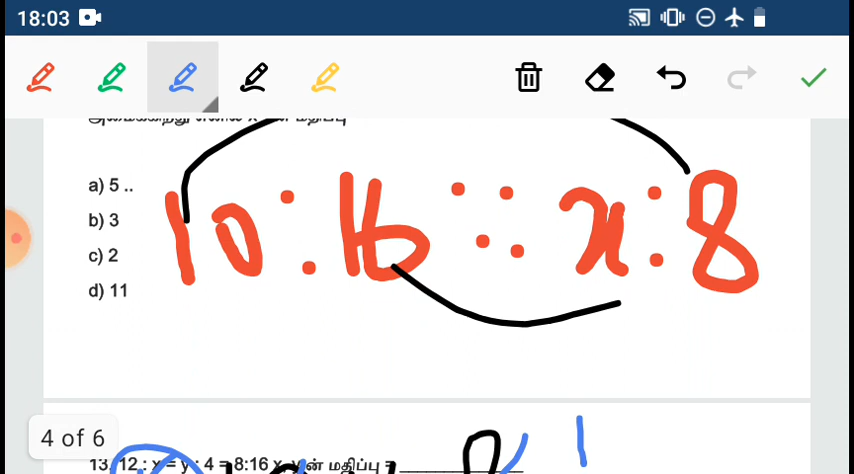 18:03
a) 5 ..
b) 3
c) 2
d) 11
10 : 16 :: x : 8
4 of 6
13. 12 : x = y : 4 = 8:16 x, மதிப்பு =